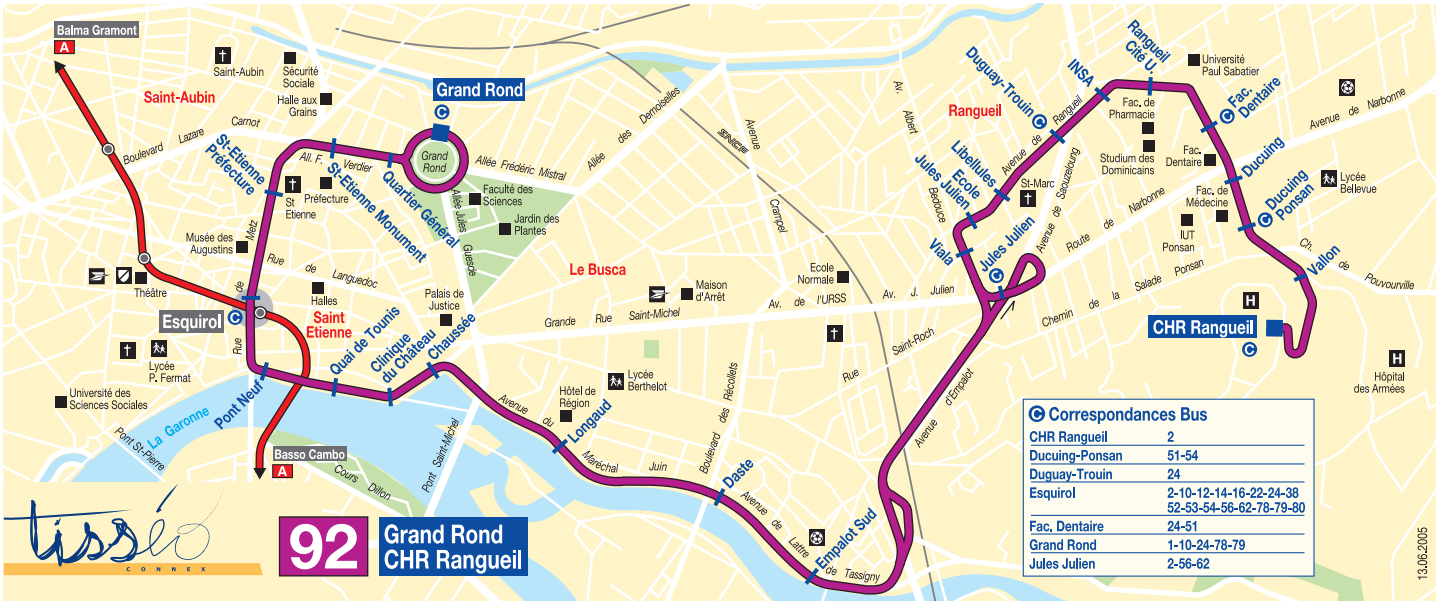 Balma Gramont
A
Saint-Aubin
Sécurité
Sociale
Halle aux
Grains
Saint-Aubin
Boulevard Lazare Carnot
Grand Rond
C
Grand
Rond
St-Etienne
Préfecture
All. F. Verdier
St-Etienne Monument
Quartier Général
St
Etienne
Préfecture
Allée Frédéric Mistral
Allée des Demoiselles
Faculté des
Sciences
Jardin des
Plantes
Allée Jules Guesde
Musée des
Augustins
Rue de Metz
Rue de Languedoc
Théâtre
Halles
Saint
Etienne
Palais de
Justice
Esquirol
C
Lycée
P. Fermat
Université des
Sciences Sociales
La Garonne
Pont St-Pierre
Pont Neuf
Quai de Tounis
Clinique
du Château
Chaussée
Basso Cambo
A
Cours Dillon
Pont Saint-Michel
Le Busca
Maison
d'Arrêt
Grande Rue Saint-Michel
Hôtel de
Région
Lycée
Berthelot
Longaud
Avenue du Maréchal Juin
Boulevard des Récollets
Daste
Avenue de Lattre de Tassigny
Empalot Sud
SNCF
Avenue Crampel
Ecole
Normale
Av. de l'URSS
Av. J. Julien
Rue Saint-Roch
Avenue d'Empalot
Av. Albert Bedouce
Rangueil
Viala
Ecole
Jules Julien
Libellules
Duguay-Trouin
C
Avenue de Rangueil
INSA
Rangueil
Cité U.
St-Marc
Jules Julien
C
Avenue de Saouzeloung
Route de Narbonne
Chemin de la Salade Ponsan
Université
Paul Sabatier
Fac. de
Pharmacie
Studium des
Dominicains
Fac.
Dentaire
C
Fac.
Dentaire
Fac. de
Médecine
IUT
Ponsan
Ducuing
Ducuing
Ponsan
C
Avenue de Narbonne
Lycée
Bellevue
Vallon
Ch. de Pouvourville
H
CHR Rangueil
C
H
Hôpital
des Armées
C Correspondances Bus
CHR Rangueil 2
Ducuing-Ponsan 51-54
Duguay-Trouin 24
Esquirol 2-10-12-14-16-22-24-38
52-53-54-56-62-78-79-80
Fac. Dentaire 24-51
Grand Rond 1-10-24-78-79
Jules Julien 2-56-62
tisséo
CONNEX
92
Grand Rond
CHR Rangueil
13.06.2005